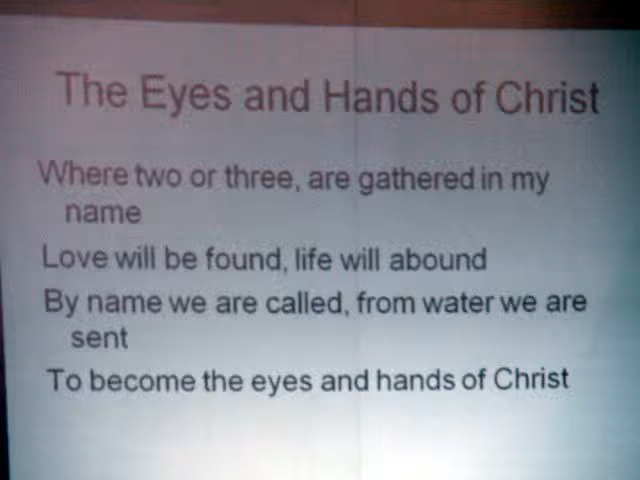 The Eyes and Hands of Christ
Where two or three, are gathered in my
name
Love will be found, life will abound
By name we are called, from water we are
sent
To become the eyes and hands of Christ